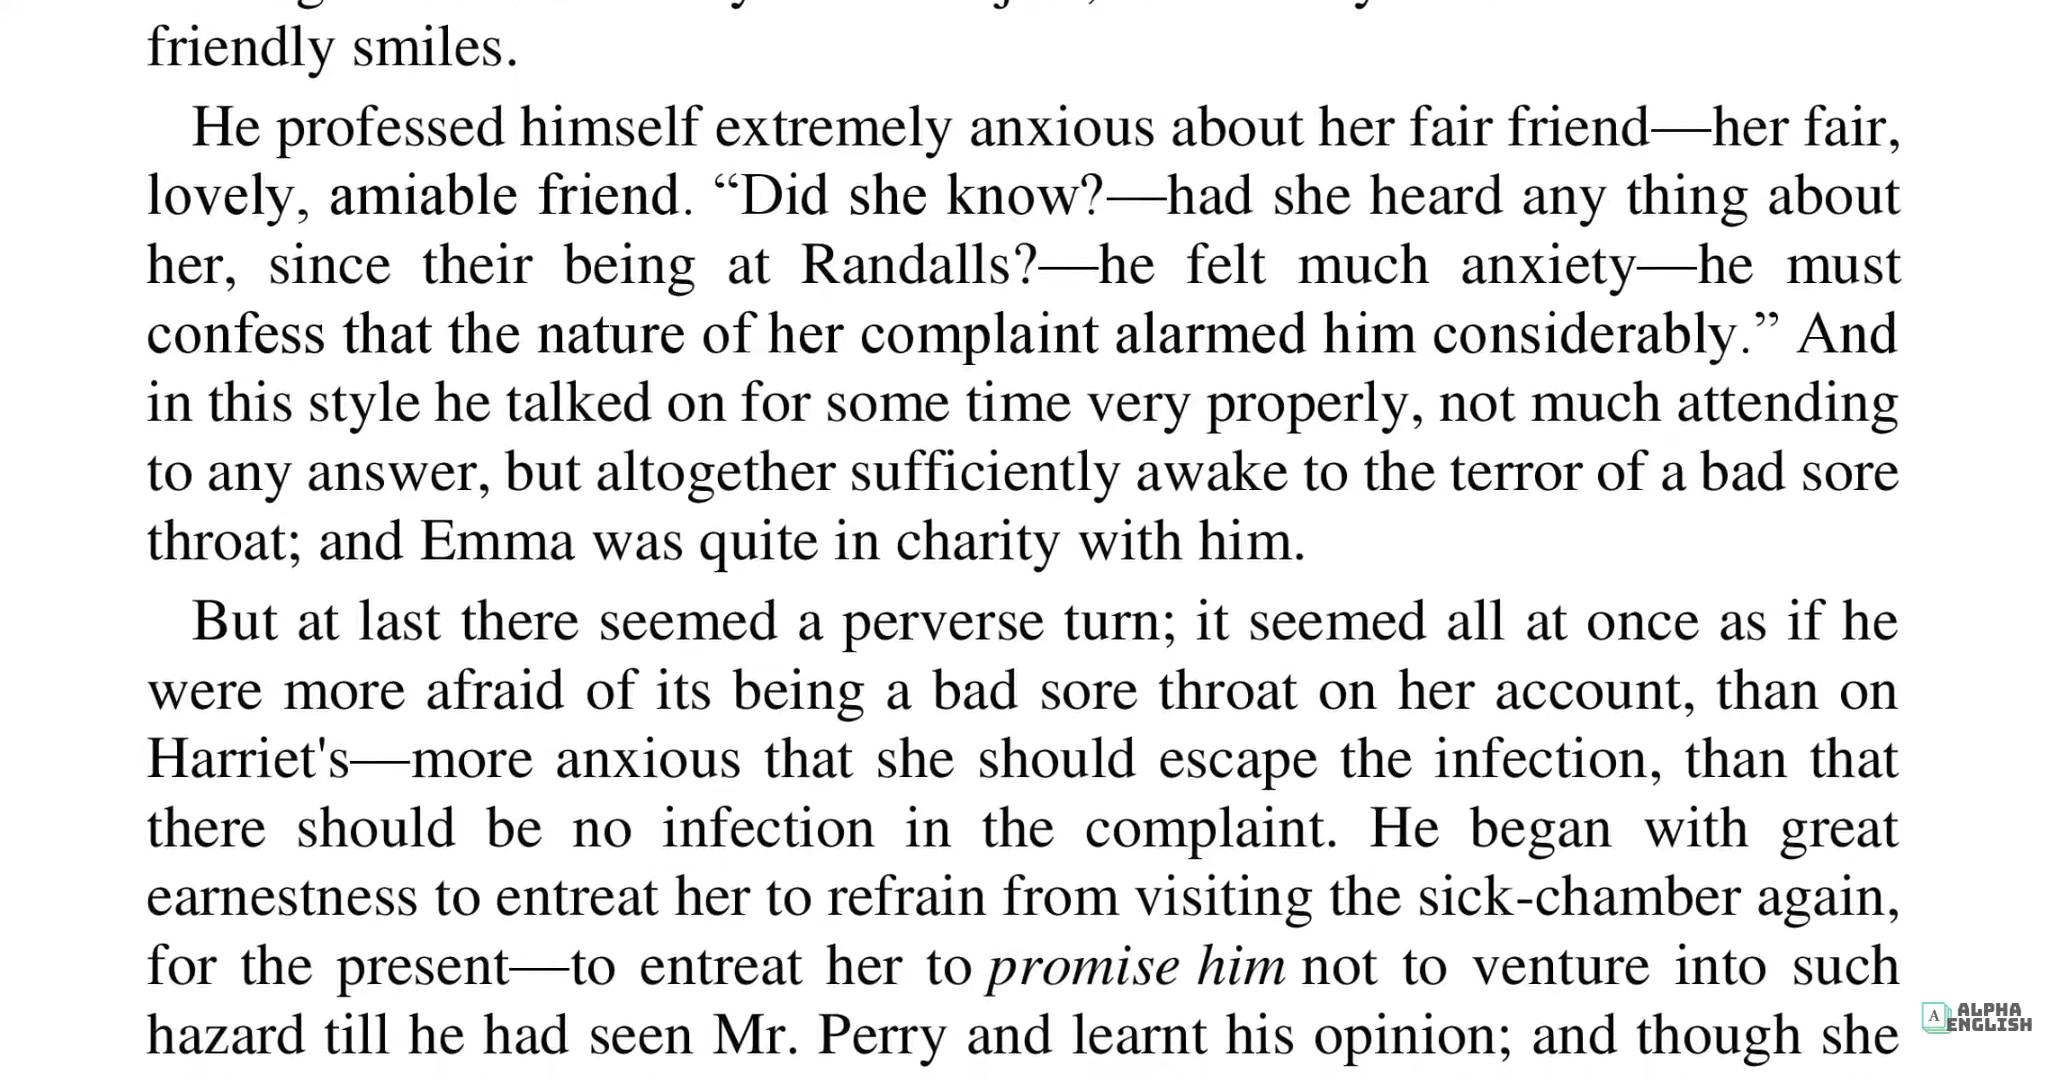 friendly smiles.
He professed himself extremely anxious about her fair friend—her fair,
lovely, amiable friend. “Did she know?—had she heard any thing about
her, since their being at Randalls?—he felt much anxiety—he must
confess that the nature of her complaint alarmed him considerably.” And
in this style he talked on for some time very properly, not much attending
to any answer, but altogether sufficiently awake to the terror of a bad sore
throat; and Emma was quite in charity with him.
But at last there seemed a perverse turn; it seemed all at once as if he
were more afraid of its being a bad sore throat on her account, than on
Harriet's—more anxious that she should escape the infection, than that
there should be no infection in the complaint. He began with great
earnestness to entreat her to refrain from visiting the sick-chamber again,
for the present—to entreat her to promise him not to venture into such
hazard till he had seen Mr. Perry and learnt his opinion; and though she
A ALPHA
ENGLISH